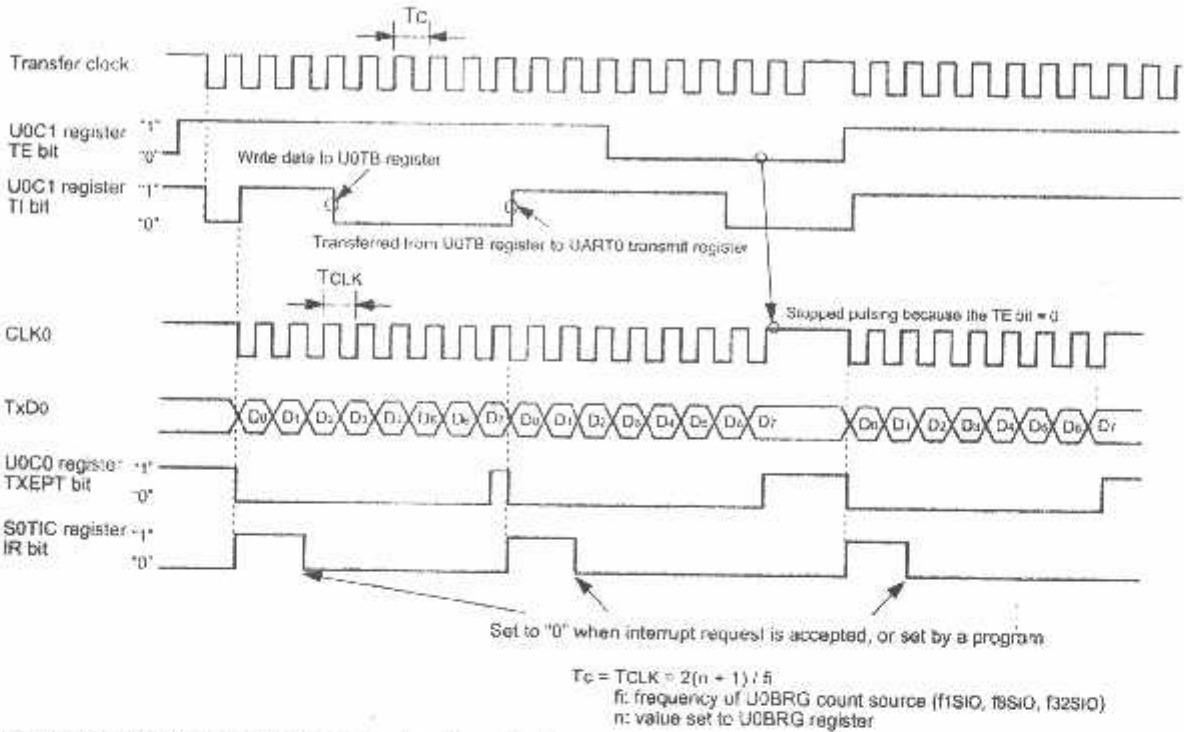 Tc
Transfer clock
U0C1 register
TE bit
"1"
"0"
Write data to U0TB register
U0C1 register
TI bit
"1"
"0"
Transferred from U0TB register to UART0 transmit register
TCLK
Stopped pulsing because the TE bit = 0
CLK0
TxD0
D0 D1 D2 D3 D4 D5 D6 D7 D0 D1 D2 D3 D4 D5 D6 D7 D0 D1 D2 D3 D4 D5 D6 D7
U0C0 register
TXEPT bit
"1"
"0"
S0TIC register
IR bit
"1"
"0"
Set to "0" when interrupt request is accepted, or set by a program
Tc = TCLK = 2(n + 1) / fi
fi: frequency of U0BRG count source (f1SIO, f8SIO, f32SIO)
n: value set to U0BRG register